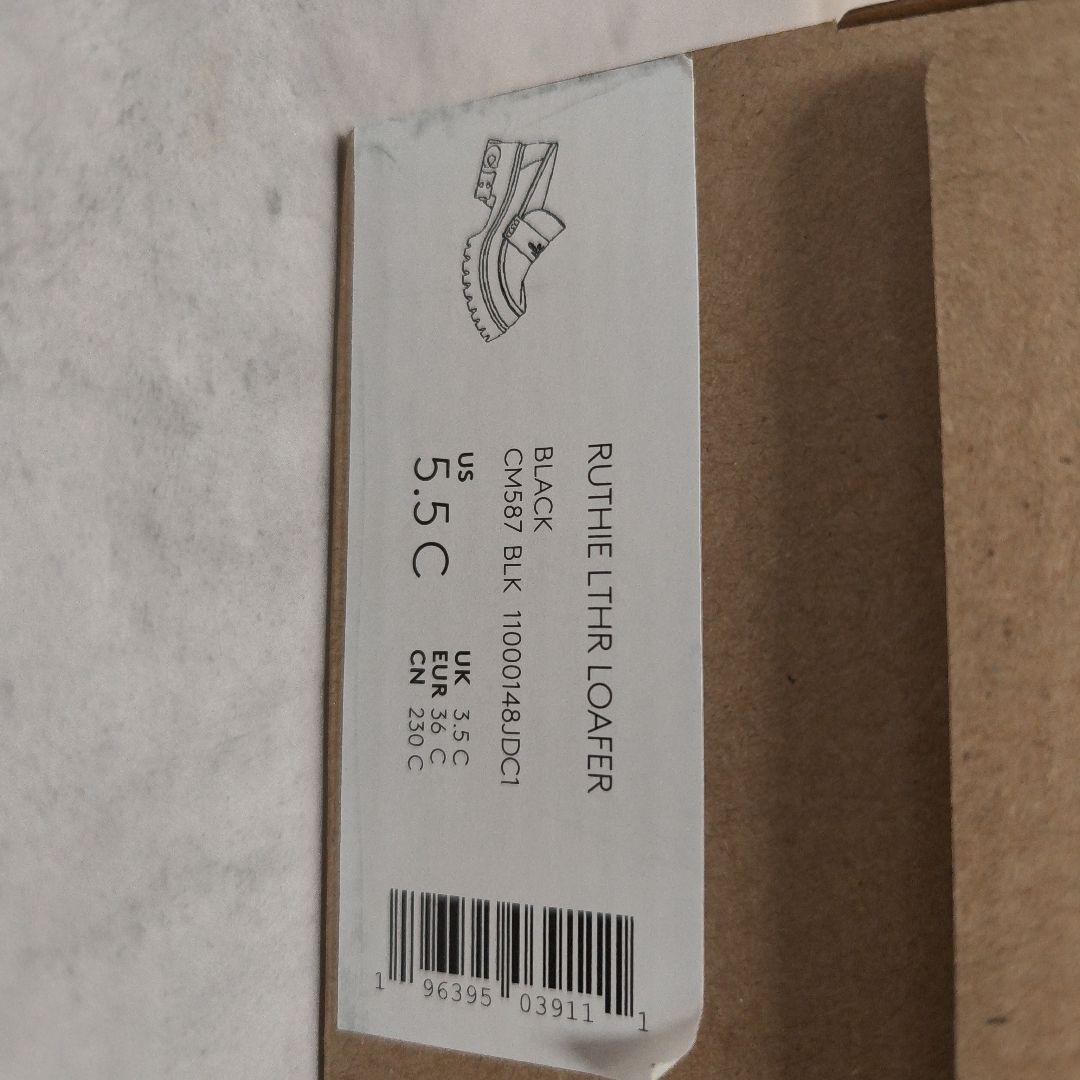 RUTHIE LTHR LOAFER
BLACK
CM587 BLK 11000148JDC1
US
5.5 C
UK 3.5 C
EUR 36 C
CN 230 C
1 96395 03911 1